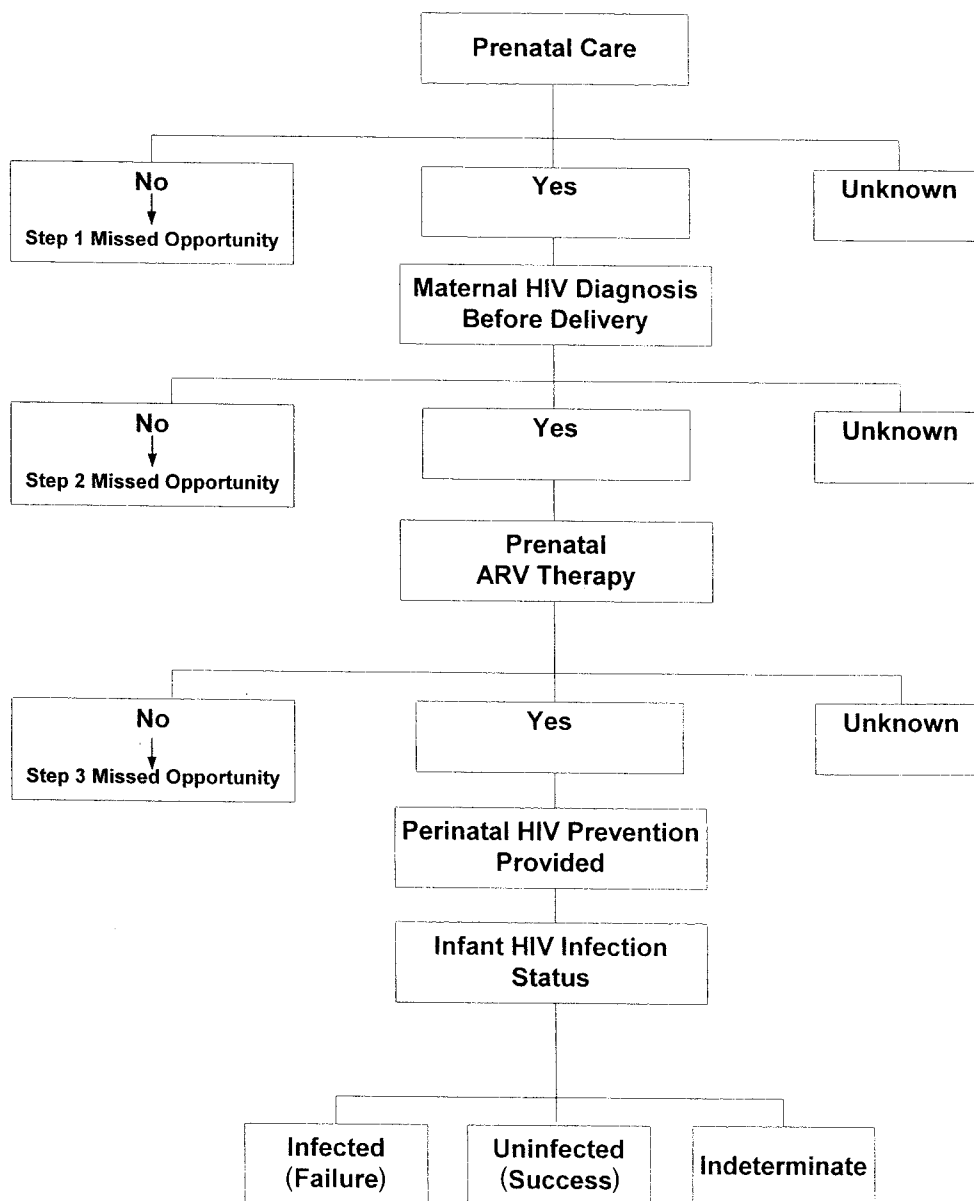 Prenatal Care
No
Step 1 Missed Opportunity
Yes
Unknown
Maternal HIV Diagnosis
Before Delivery
No
Step 2 Missed Opportunity
Yes
Unknown
Prenatal
ARV Therapy
No
Step 3 Missed Opportunity
Yes
Unknown
Perinatal HIV Prevention
Provided
Infant HIV Infection
Status
Infected
(Failure)
Uninfected
(Success)
Indeterminate